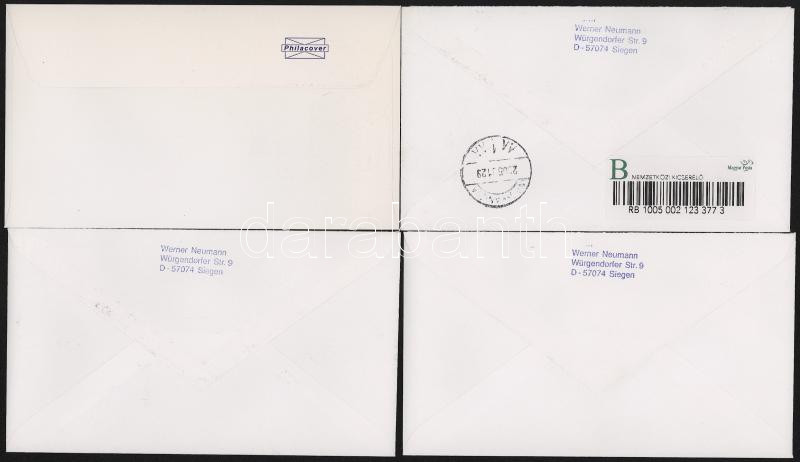 Philacover
Werner Neumann
Würgendorfer Str. 9
D-57074 Siegen
B
NEMZETKÖZI KICSERÉLŐ
Magyar Posta
RB 1005 002 123 377 3
darabanth
Werner Neumann
Würgendorfer Str. 9
D-57074 Siegen
Werner Neumann
Würgendorfer Str. 9
D-57074 Siegen